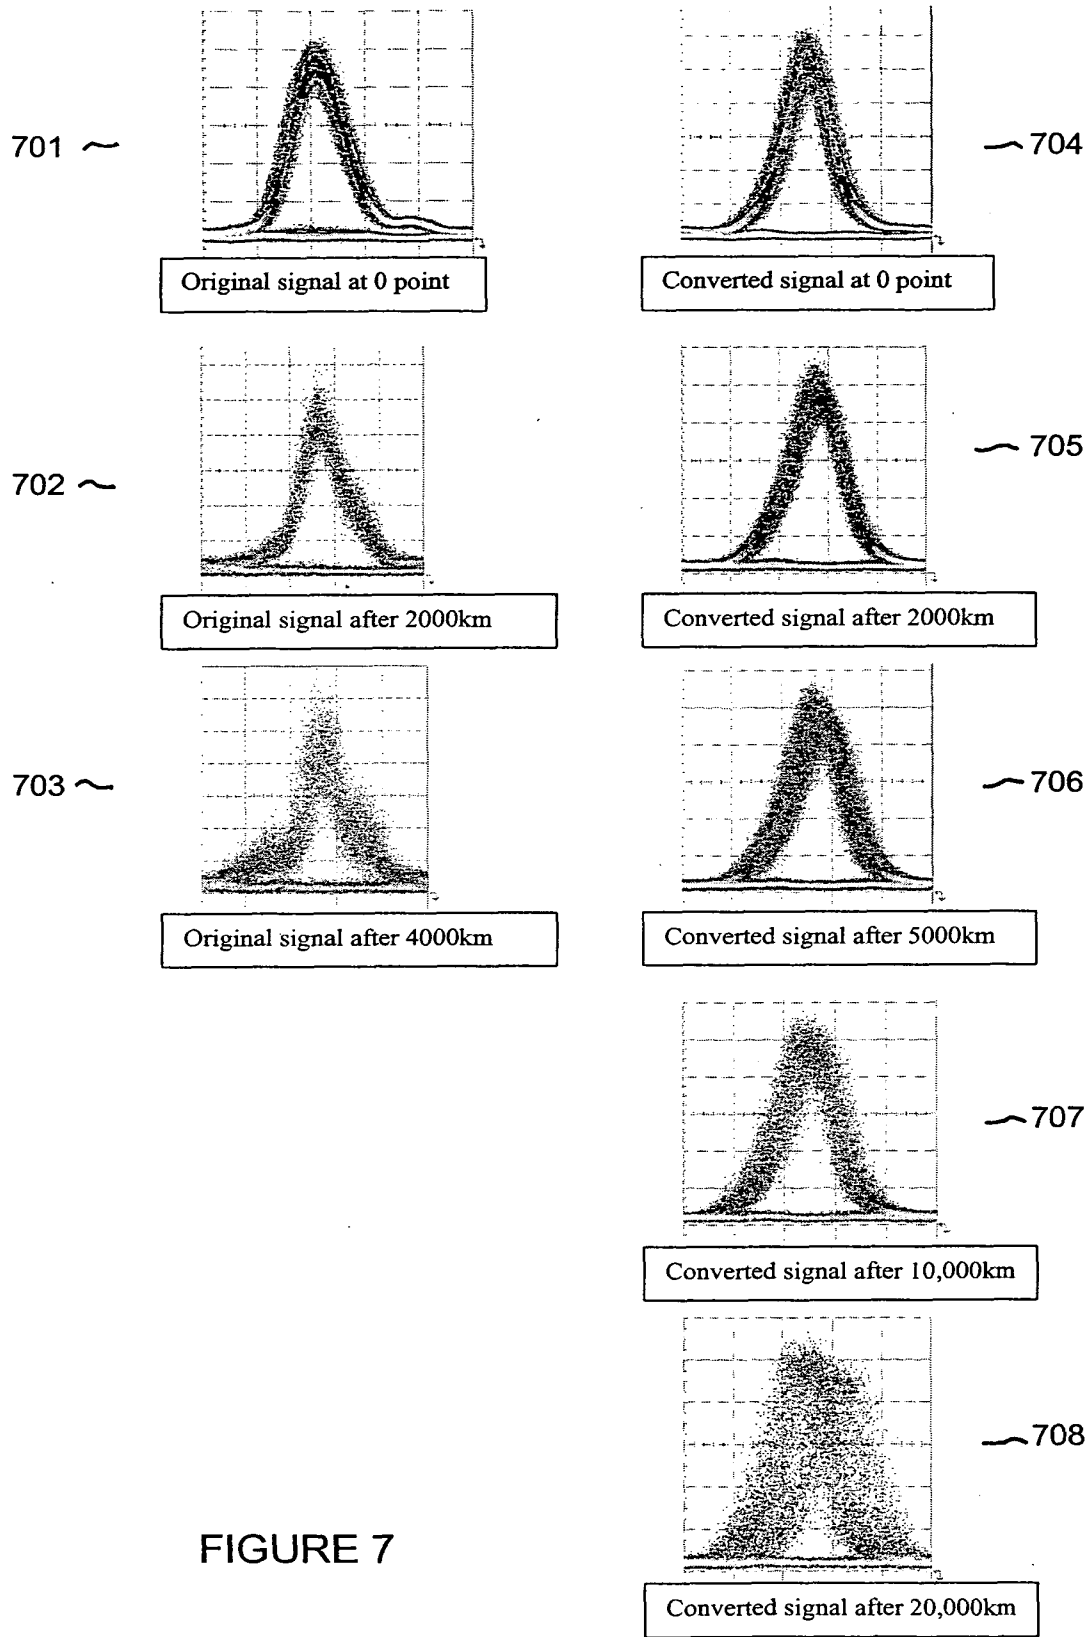 701
Original signal at 0 point
704
Converted signal at 0 point
702
Original signal after 2000km
705
Converted signal after 2000km
703
Original signal after 4000km
706
Converted signal after 5000km
707
Converted signal after 10,000km
708
Converted signal after 20,000km
FIGURE 7